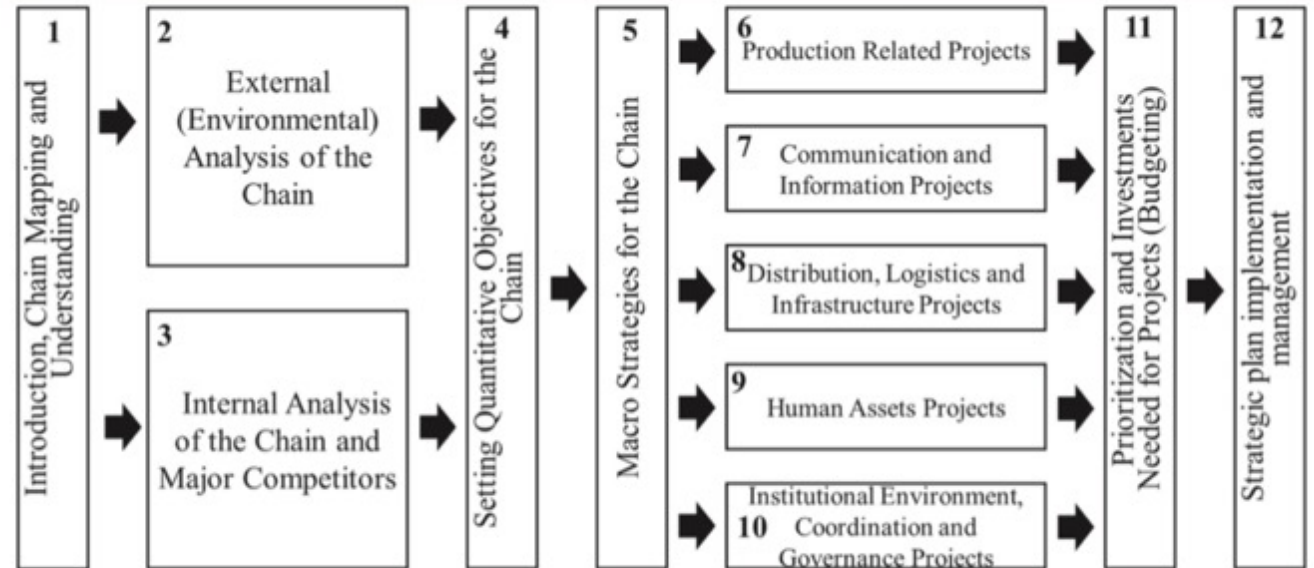 1
Introduction, Chain Mapping and
Understanding
2
External
(Environmental)
Analysis of the
Chain
3
Internal Analysis
of the Chain and
Major Competitors
4
Setting Quantitative Objectives for the
Chain
5
Macro Strategies for the Chain
6
Production Related Projects
7
Communication and
Information Projects
8
Distribution, Logistics and
Infrastructure Projects
9
Human Assets Projects
10
Institutional Environment,
Coordination and
Governance Projects
11
Prioritization and Investments
Needed for Projects (Budgeting)
12
Strategic plan implementation and
management